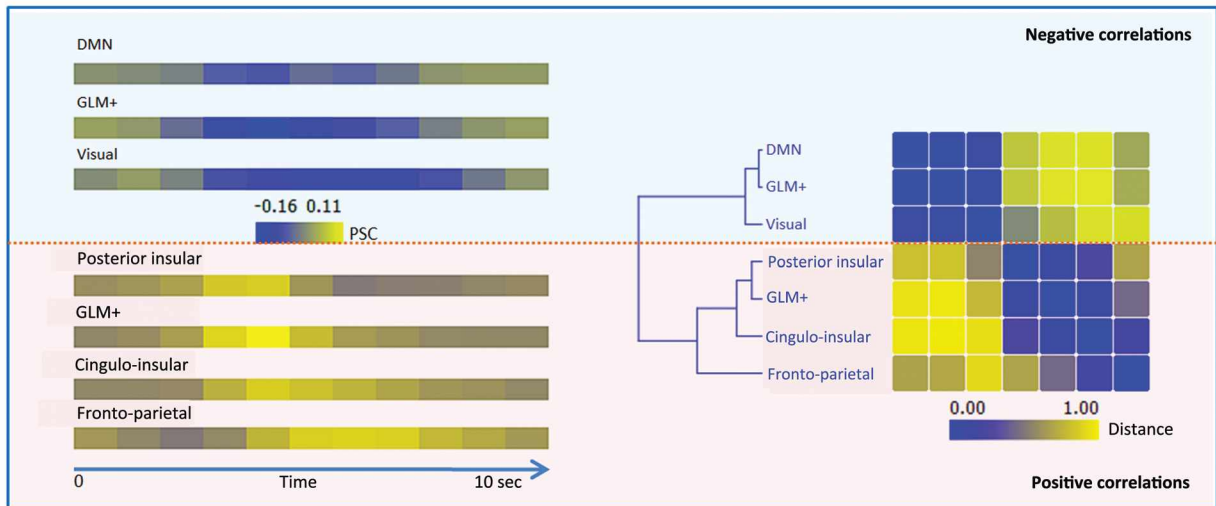 Negative correlations
DMN
GLM+
Visual
-0.16 0.11
PSC
Posterior insular
GLM+
Cingulo-insular
Fronto-parietal
0 Time 10 sec
DMN
GLM+
Visual
Posterior insular
GLM+
Cingulo-insular
Fronto-parietal
0.00 1.00
Distance
Positive correlations